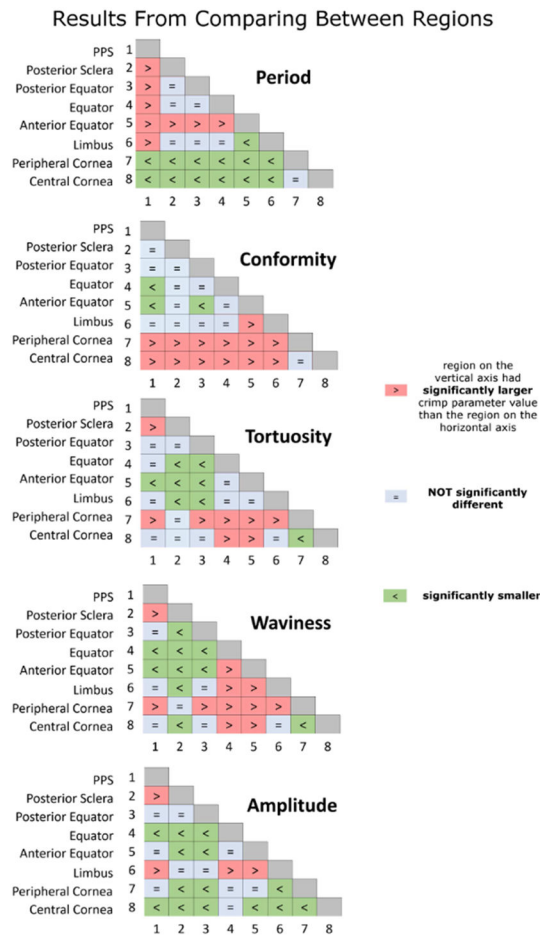 Results From Comparing Between Regions
Period
PPS 1
Posterior Sclera 2 >
Posterior Equator 3 > =
Equator 4 > = =
Anterior Equator 5 > > > >
Limbus 6 > = = = <
Peripheral Cornea 7 < < < < < <
Central Cornea 8 < < < < < < =
1 2 3 4 5 6 7 8
Conformity
PPS 1
Posterior Sclera 2 =
Posterior Equator 3 = =
Equator 4 < = =
Anterior Equator 5 < = < =
Limbus 6 = = = = >
Peripheral Cornea 7 > > > > > >
Central Cornea 8 > > > > > > =
1 2 3 4 5 6 7 8
Tortuosity
PPS 1
Posterior Sclera 2 >
Posterior Equator 3 = =
Equator 4 = < <
Anterior Equator 5 < < < =
Limbus 6 = < < = =
Peripheral Cornea 7 > = > > > >
Central Cornea 8 = = = > > = <
1 2 3 4 5 6 7 8
Waviness
PPS 1
Posterior Sclera 2 >
Posterior Equator 3 = <
Equator 4 < < <
Anterior Equator 5 < < < >
Limbus 6 = < = > >
Peripheral Cornea 7 > = > > > >
Central Cornea 8 = < = > > = <
1 2 3 4 5 6 7 8
Amplitude
PPS 1
Posterior Sclera 2 >
Posterior Equator 3 = =
Equator 4 < < <
Anterior Equator 5 = < < =
Limbus 6 > = = > >
Peripheral Cornea 7 = < < = = <
Central Cornea 8 < < < = < < <
1 2 3 4 5 6 7 8
region on the
vertical axis had
> significantly larger
crimp parameter value
than the region on the
horizontal axis
= NOT significantly
different
< significantly smaller